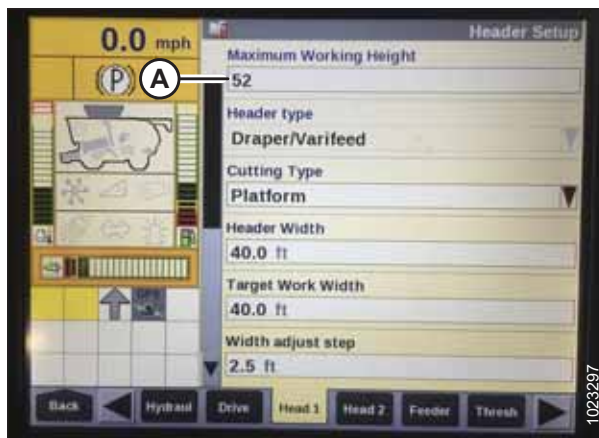 0.0 mph
(P)
A
Header Setup
Maximum Working Height
52
Header type
Draper/Varifeed
Cutting Type
Platform
Header Width
40.0 ft
Target Work Width
40.0 ft
Width adjust step
2.5 ft
Back
Hydraul
Drive
Head 1
Head 2
Feeder
Thresh
1023297